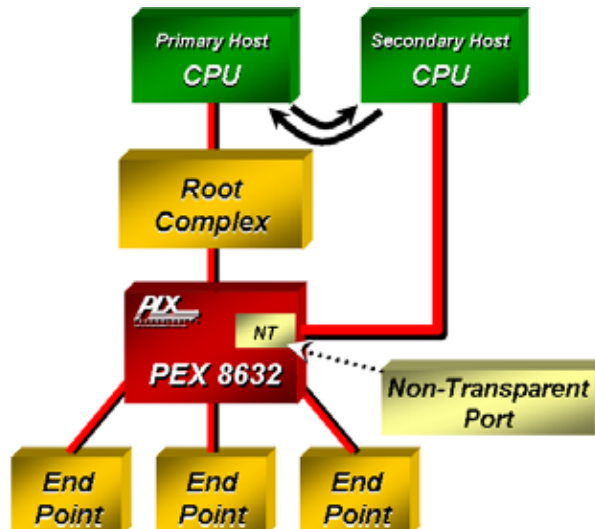 Primary Host
CPU
Secondary Host
CPU
Root
Complex
PLX
TECHNOLOGY
NT
PEX 8632
Non-Transparent
Port
End
Point
End
Point
End
Point